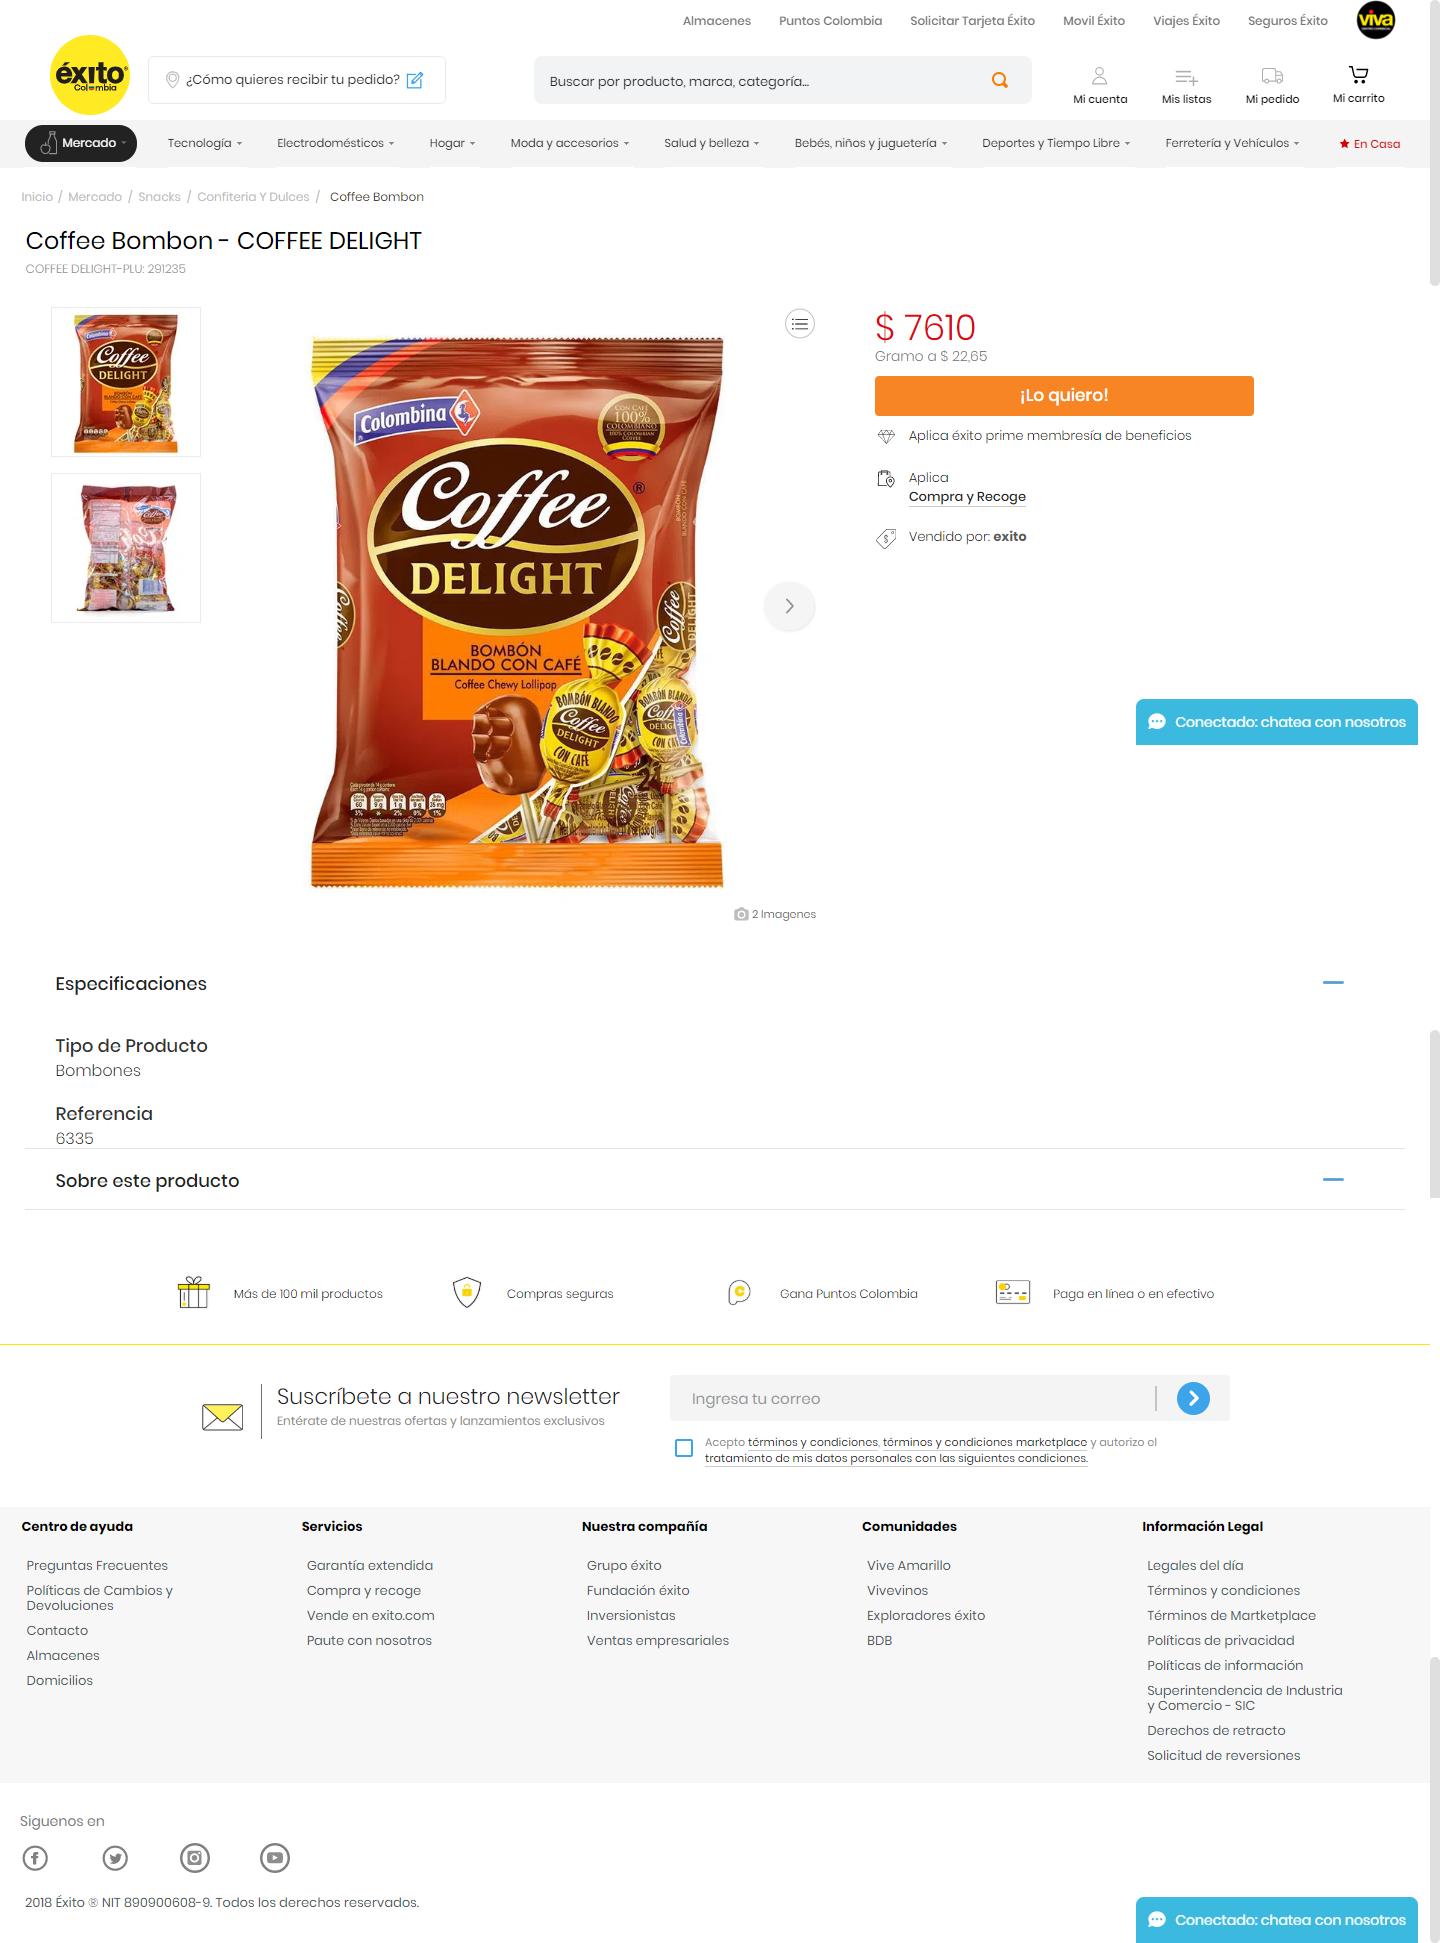 Almacenes Puntos Colombia Solicitar Tarjeta Éxito Movil Éxito Viajes Éxito Seguros Éxito viva
éxito
Colombia
¿Cómo quieres recibir tu pedido?
Buscar por producto, marca, categoría...
Mi cuenta Mis listas Mi pedido Mi carrito
Mercado Tecnología Electrodomésticos Hogar Moda y accesorios Salud y belleza Bebés, niños y juguetería Deportes y Tiempo Libre Ferretería y Vehículos En Casa
Inicio / Mercado / Snacks / Confiteria Y Dulces / Coffee Bombon
Coffee Bombon - COFFEE DELIGHT
COFFEE DELIGHT-PLU: 291235
Colombina
CON CAFÉ
100%
COLOMBIANO
100% COLOMBIAN
COFFEE
Coffee ®
DELIGHT
BOMBÓN
BLANDO CON CAFÉ
Coffee Chewy Lollipop
BOMBÓN BLANDO
Coffee
DELIGHT
CON CAFÉ
2 Imagenes
$ 7610
Gramo a $ 22,65
¡Lo quiero!
Aplica éxito prime membresía de beneficios
Aplica
Compra y Recoge
Vendido por: exito
Conectado: chatea con nosotros
Especificaciones
Tipo de Producto
Bombones
Referencia
6335
Sobre este producto
Más de 100 mil productos Compras seguras Gana Puntos Colombia Paga en línea o en efectivo
Suscríbete a nuestro newsletter
Entérate de nuestras ofertas y lanzamientos exclusivos
Ingresa tu correo
Acepto términos y condiciones, términos y condiciones marketplace y autorizo el
tratamiento de mis datos personales con las siguientes condiciones.
Centro de ayuda
Preguntas Frecuentes
Políticas de Cambios y
Devoluciones
Contacto
Almacenes
Domicilios
Servicios
Garantía extendida
Compra y recoge
Vende en exito.com
Paute con nosotros
Nuestra compañía
Grupo éxito
Fundación éxito
Inversionistas
Ventas empresariales
Comunidades
Vive Amarillo
Vivevinos
Exploradores éxito
BDB
Información Legal
Legales del día
Términos y condiciones
Términos de Martketplace
Políticas de privacidad
Políticas de información
Superintendencia de Industria
y Comercio - SIC
Derechos de retracto
Solicitud de reversiones
Siguenos en
2018 Éxito ® NIT 890900608-9. Todos los derechos reservados.
Conectado: chatea con nosotros